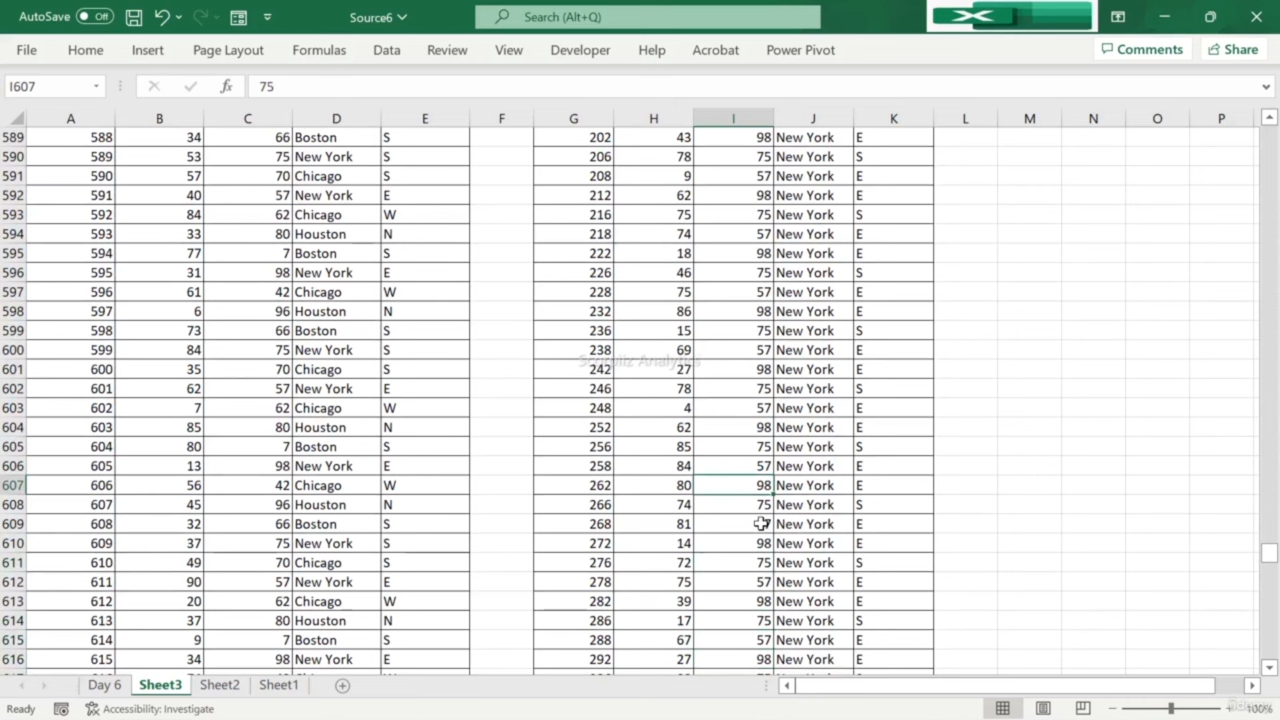 AutoSave Off Source6 Search (Alt+Q)
File Home Insert Page Layout Formulas Data Review View Developer Help Acrobat Power Pivot Comments Share
I607 fx 75
A B C D E F G H I J K L M N O P
589 588 34 66 Boston S 202 43 98 New York E
590 589 53 75 New York S 206 78 75 New York S
591 590 57 70 Chicago S 208 9 57 New York E
592 591 40 57 New York E 212 62 98 New York E
593 592 84 62 Chicago W 216 75 75 New York S
594 593 33 80 Houston N 218 74 57 New York E
595 594 77 7 Boston S 222 18 98 New York E
596 595 31 98 New York E 226 46 75 New York S
597 596 61 42 Chicago W 228 75 57 New York E
598 597 6 96 Houston N 232 86 98 New York E
599 598 73 66 Boston S 236 15 75 New York S
600 599 84 75 New York S 238 69 57 New York E
Scorpliz Analytics
601 600 35 70 Chicago S 242 27 98 New York E
602 601 62 57 New York E 246 78 75 New York S
603 602 7 62 Chicago W 248 4 57 New York E
604 603 85 80 Houston N 252 62 98 New York E
605 604 80 7 Boston S 256 85 75 New York S
606 605 13 98 New York E 258 84 57 New York E
607 606 56 42 Chicago W 262 80 98 New York E
608 607 45 96 Houston N 266 74 75 New York S
609 608 32 66 Boston S 268 81 New York E
610 609 37 75 New York S 272 14 98 New York E
611 610 49 70 Chicago S 276 72 75 New York S
612 611 90 57 New York E 278 75 57 New York E
613 612 20 62 Chicago W 282 39 98 New York E
614 613 37 80 Houston N 286 17 75 New York S
615 614 9 7 Boston S 288 67 57 New York E
616 615 34 98 New York E 292 27 98 New York E
Day 6 Sheet3 Sheet2 Sheet1
Ready Accessibility: Investigate 100%